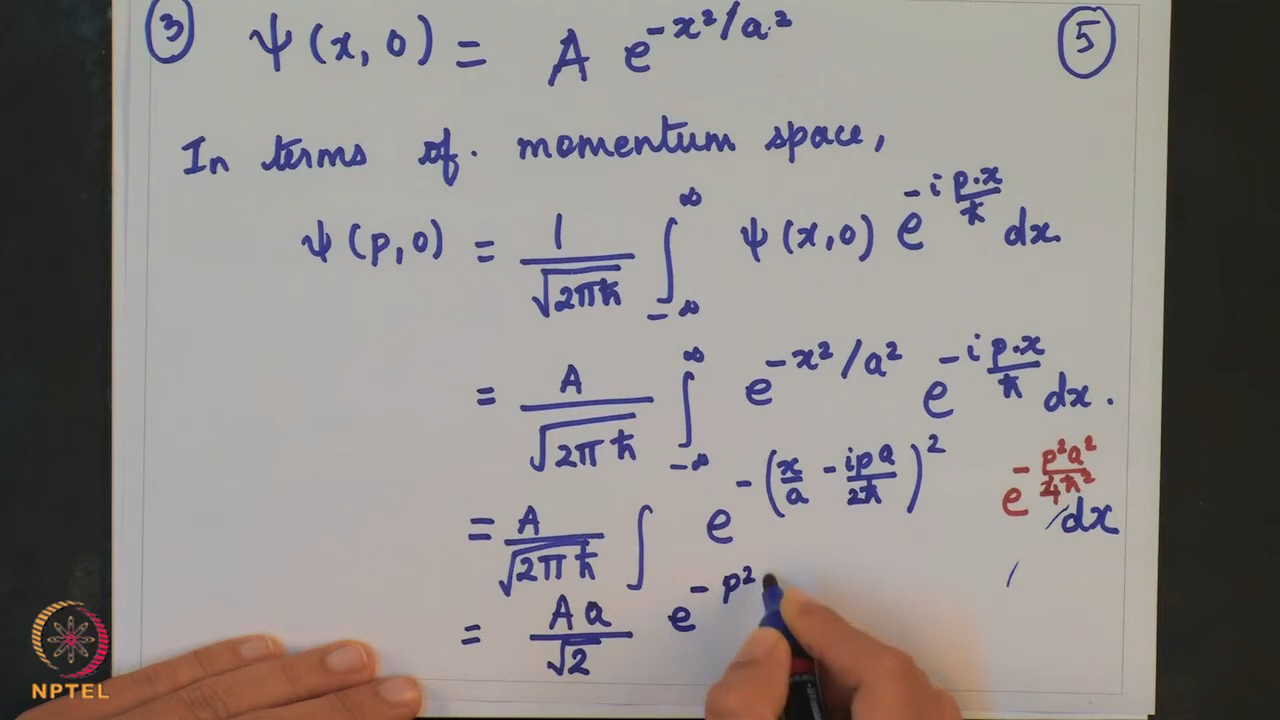 ③ ψ(x,0) = A e^{-x²/a²} ⑤
In terms of. momentum space,
ψ(p,0) = 1/√(2πħ) ∫_{-∞}^{∞} ψ(x,0) e^{-i p·x/ħ} dx.
= A/√(2πħ) ∫_{-∞}^{∞} e^{-x²/a²} e^{-i p·x/ħ} dx.
= A/√(2πħ) ∫ e^{-(x/a - ipa/2ħ)²} e^{-p²a²/4ħ²} dx
= Aa/√2 e^{-p²
NPTEL